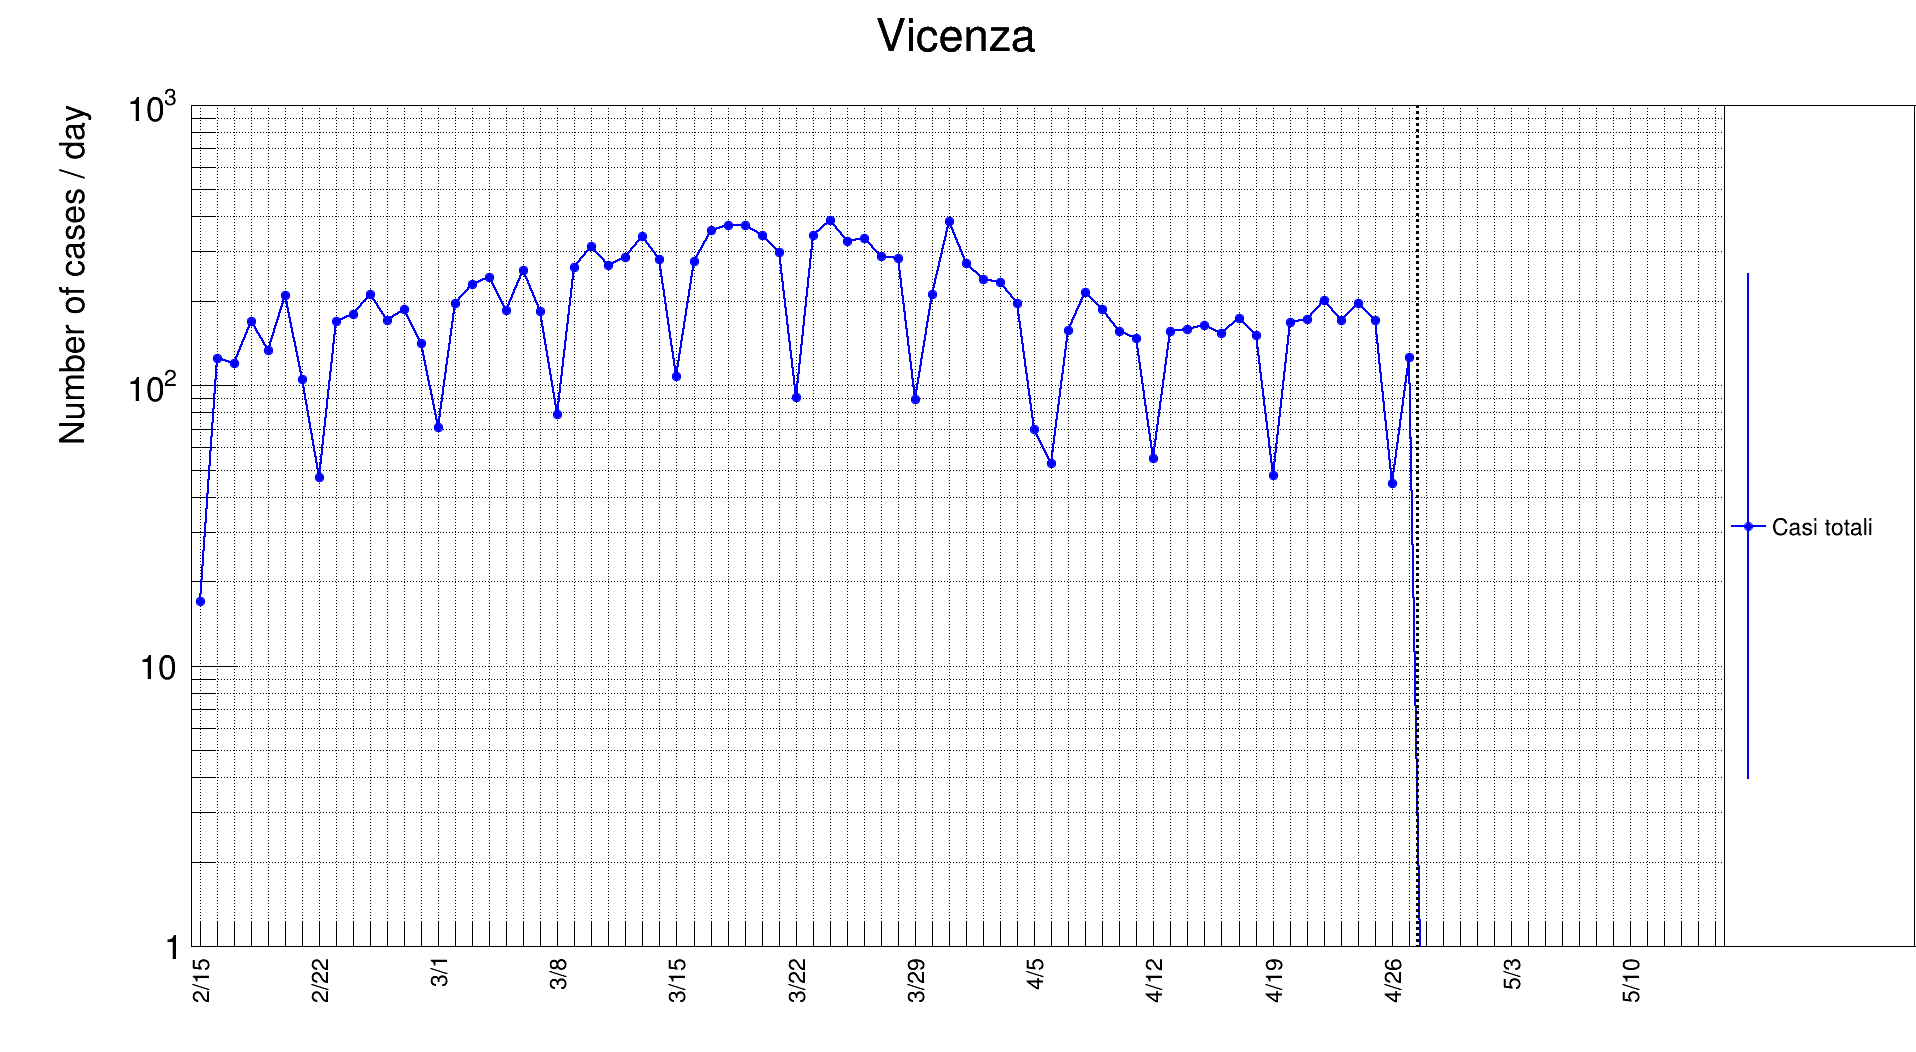 Vicenza
Number of cases / day
10³
10²
10
1
2/15 2/22 3/1 3/8 3/15 3/22 3/29 4/5 4/12 4/19 4/26 5/3 5/10
Casi totali